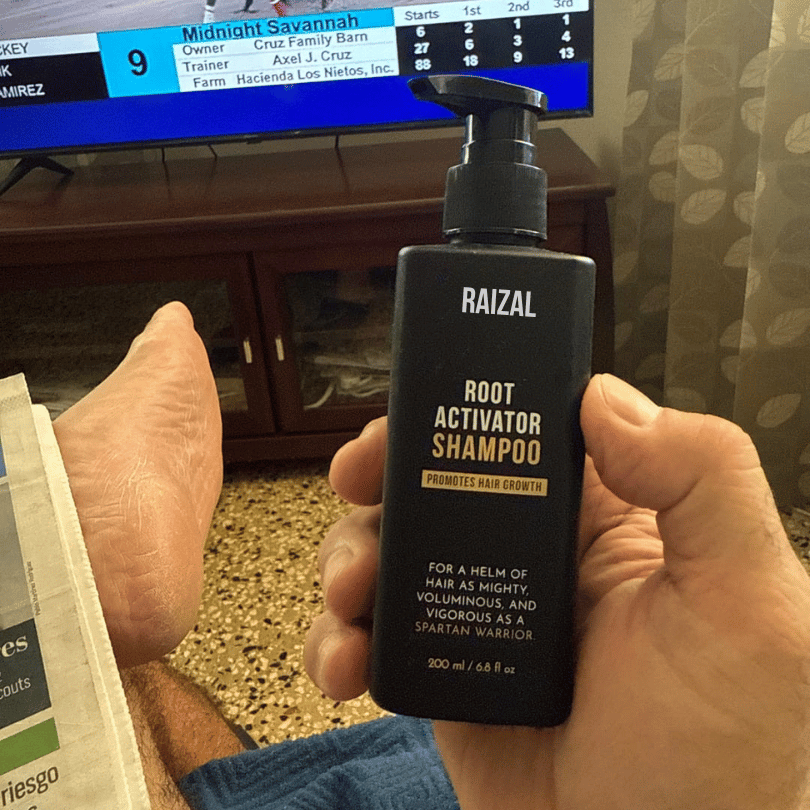 Midnight Savannah
Starts 1st 2nd 3rd
CKEY
9
Owner Cruz Family Barn
6 2 1 1
Trainer Axel J. Cruz
27 6 3 4
AMIREZ
Farm Hacienda Los Nietos, Inc.
88 18 9 13
RAIZAL
ROOT
ACTIVATOR
SHAMPOO
PROMOTES HAIR GROWTH
FOR A HELM OF
HAIR AS MIGHTY,
VOLUMINOUS, AND
VIGOROUS AS A
SPARTAN WARRIOR.
200 ml / 6.8 fl oz
es
couts
riesgo